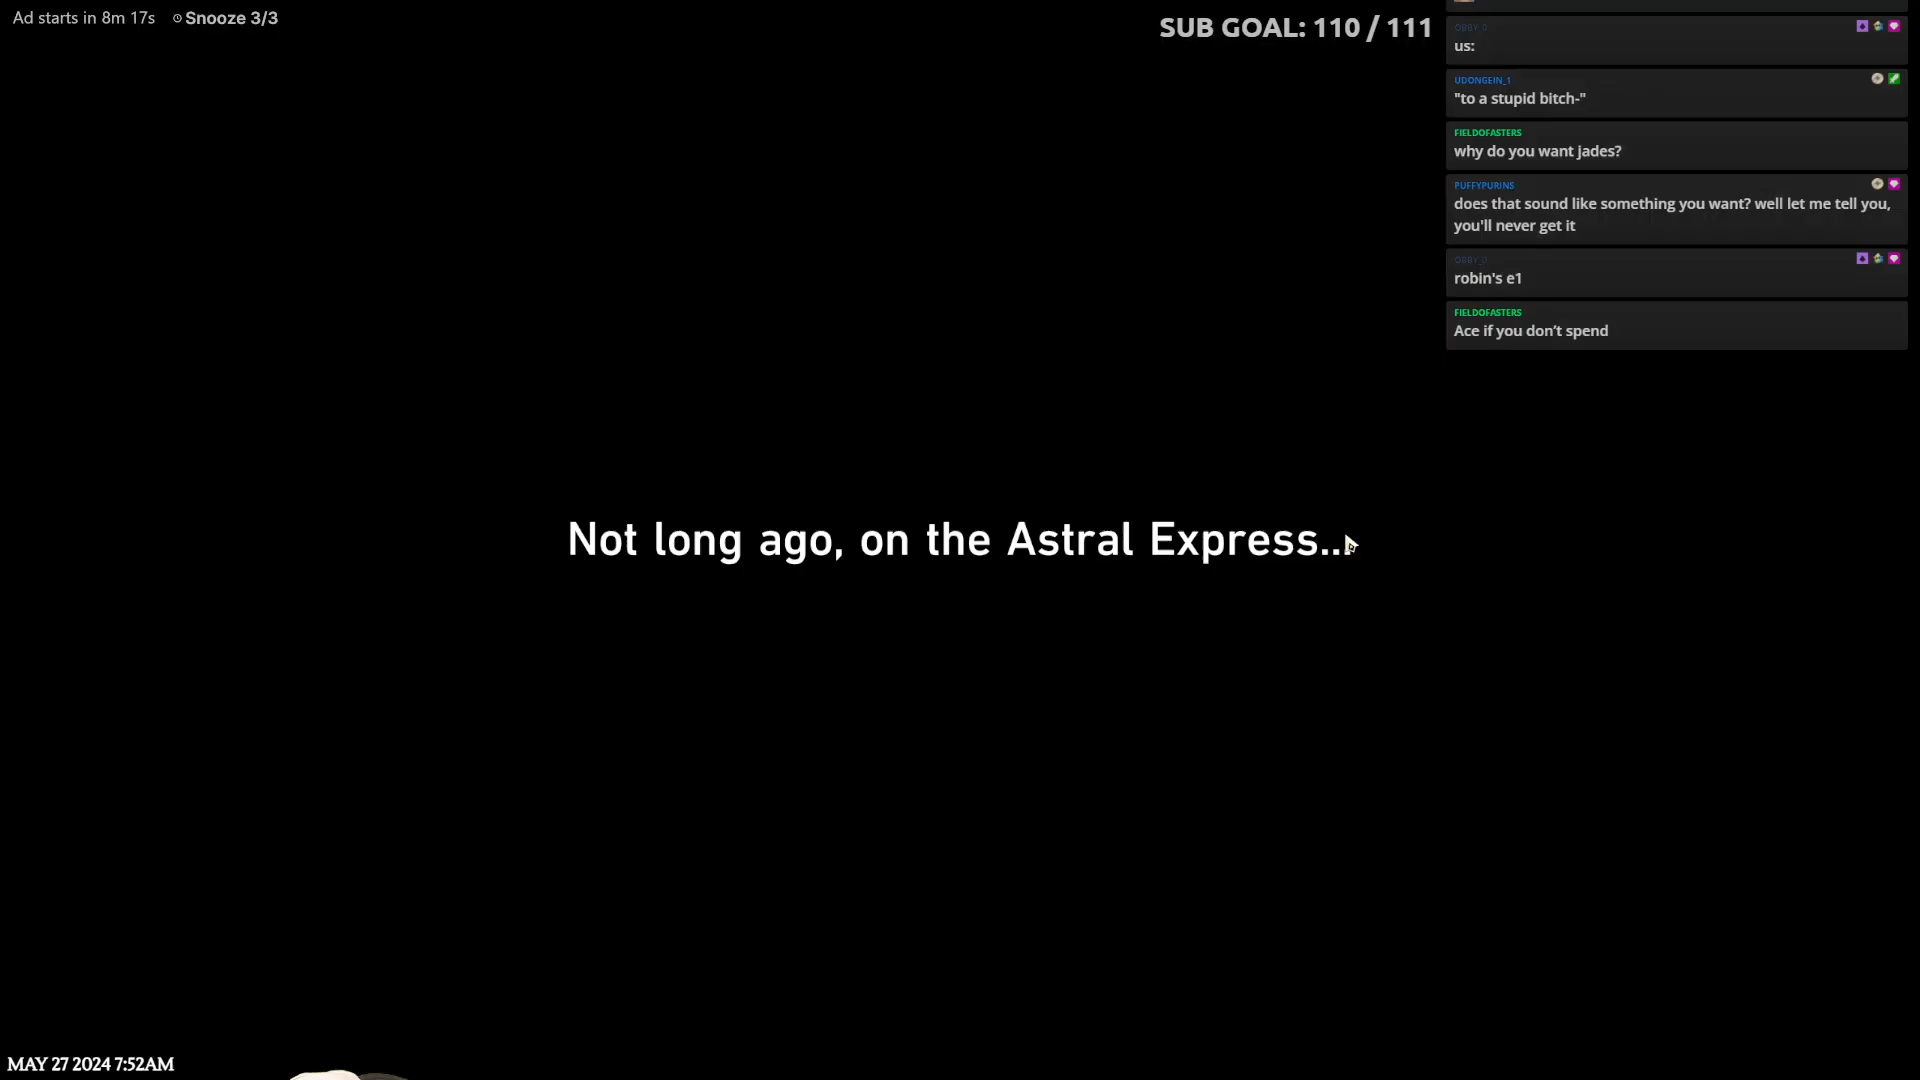 Ad starts in 8m 17s Snooze 3/3
SUB GOAL: 110 / 111
OBBY_0
us:
UDONGEIN_1
"to a stupid bitch-"
FIELDOFASTERS
why do you want jades?
PUFFYPURINS
does that sound like something you want? well let me tell you,
you'll never get it
OBBY_0
robin's e1
FIELDOFASTERS
Ace if you don’t spend
Not long ago, on the Astral Express...
MAY 27 2024 7:52AM